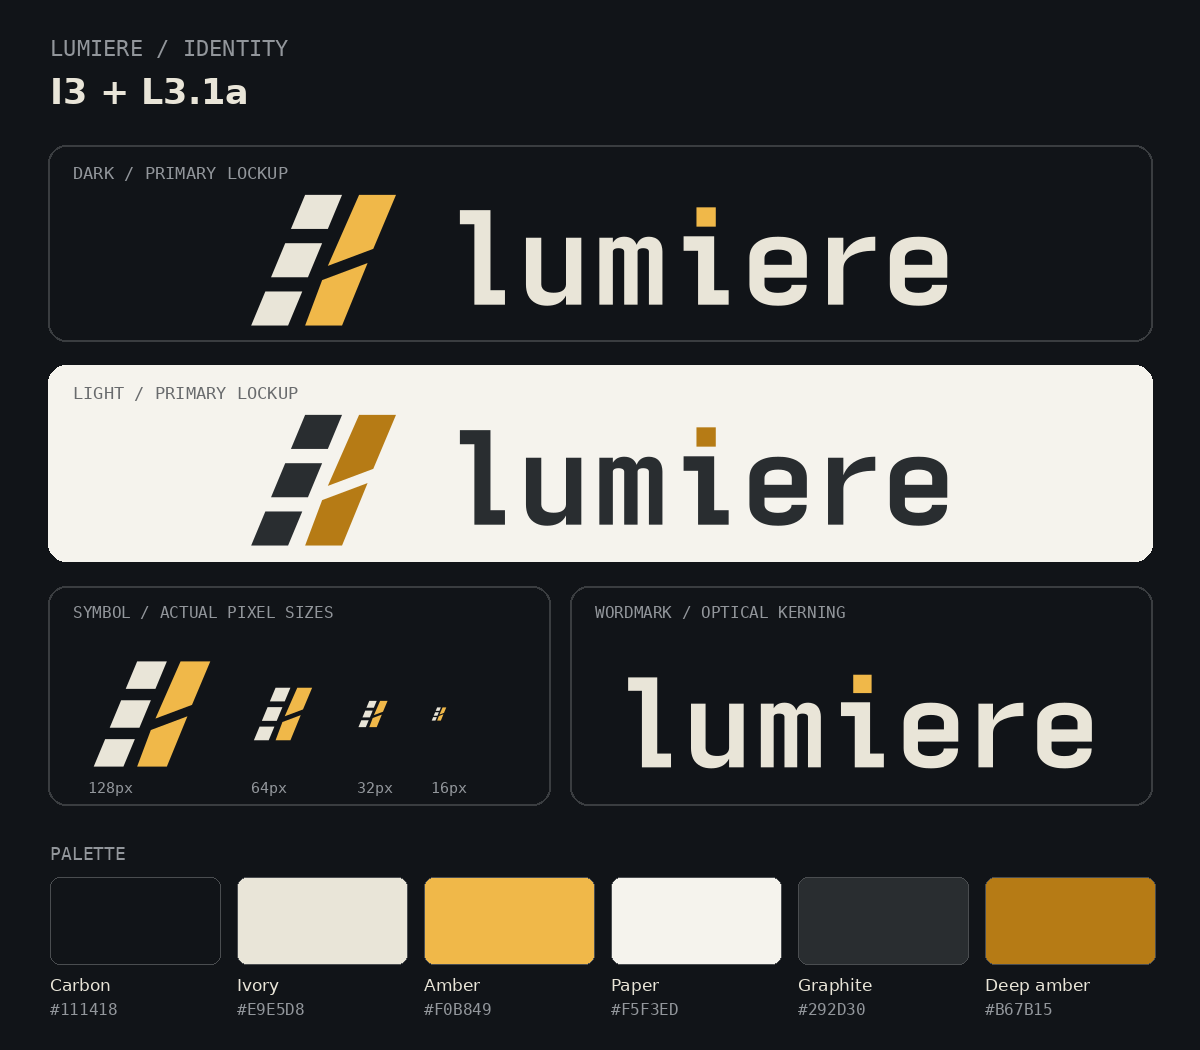 LUMIERE / IDENTITY
I3 + L3.1a
DARK / PRIMARY LOCKUP
lumiere
LIGHT / PRIMARY LOCKUP
lumiere
SYMBOL / ACTUAL PIXEL SIZES
128px 64px 32px 16px
WORDMARK / OPTICAL KERNING
lumiere
PALETTE
Carbon Ivory Amber Paper Graphite Deep amber
#111418 #E9E5D8 #F0B849 #F5F3ED #292D30 #B67B15